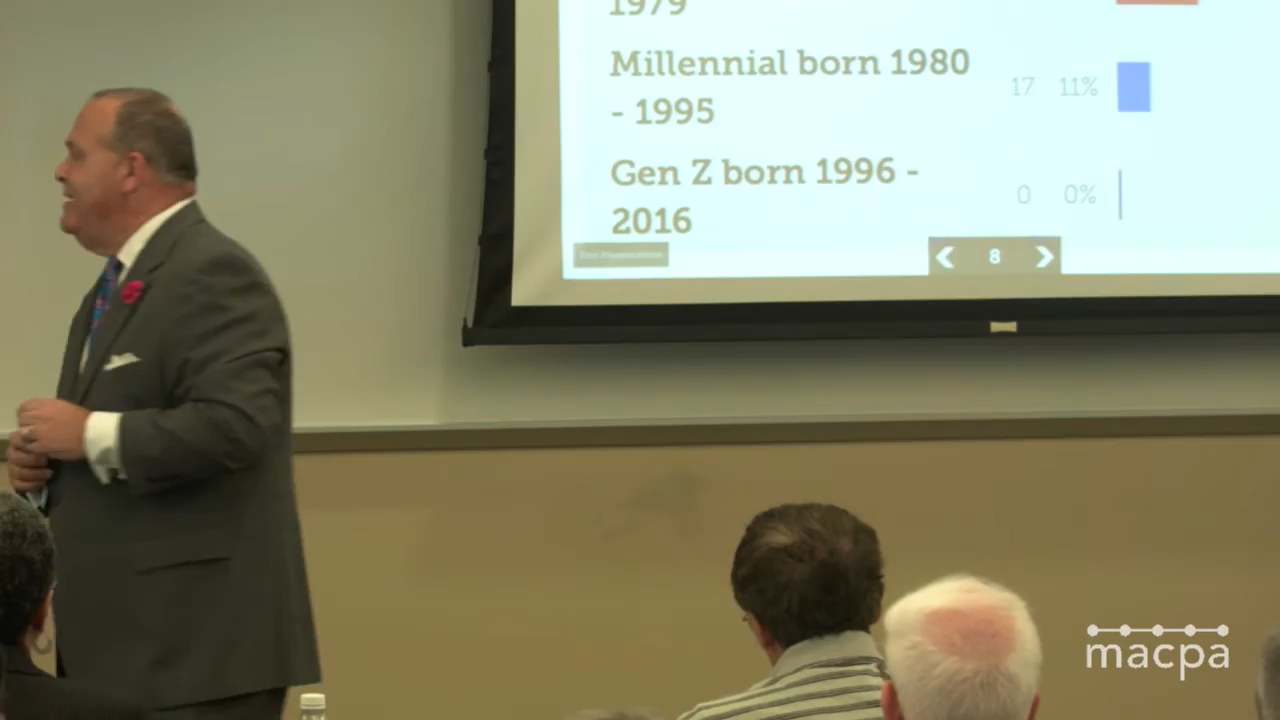 1979
Millennial born 1980
- 1995
17 11%
Gen Z born 1996 -
2016
0 0%
8
macpa